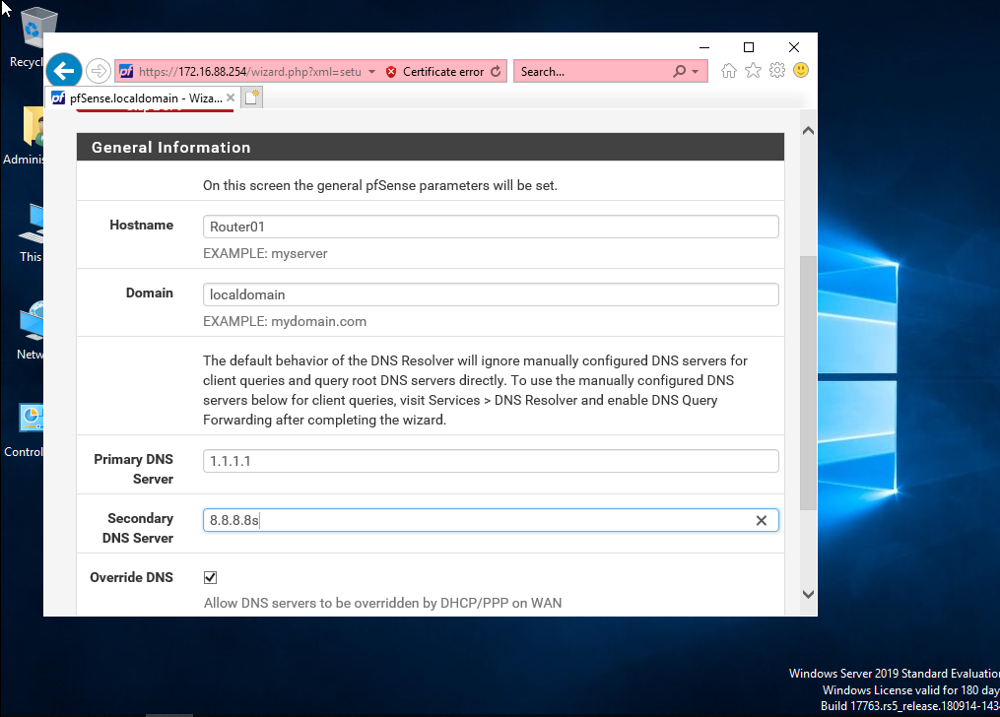 Recycl
https://172.16.88.254/wizard.php?xml=setu
Certificate error
Search...
pf pfSense.localdomain - Wiza...
Adminis
General Information
On this screen the general pfSense parameters will be set.
Hostname
Router01
EXAMPLE: myserver
This
Domain
localdomain
EXAMPLE: mydomain.com
Netw
The default behavior of the DNS Resolver will ignore manually configured DNS servers for
client queries and query root DNS servers directly. To use the manually configured DNS
servers below for client queries, visit Services > DNS Resolver and enable DNS Query
Forwarding after completing the wizard.
Control
Primary DNS
Server
1.1.1.1
Secondary
DNS Server
8.8.8.8s
Override DNS
Allow DNS servers to be overridden by DHCP/PPP on WAN
Windows Server 2019 Standard Evaluation
Windows License valid for 180 day
Build 17763.rs5_release.180914-143